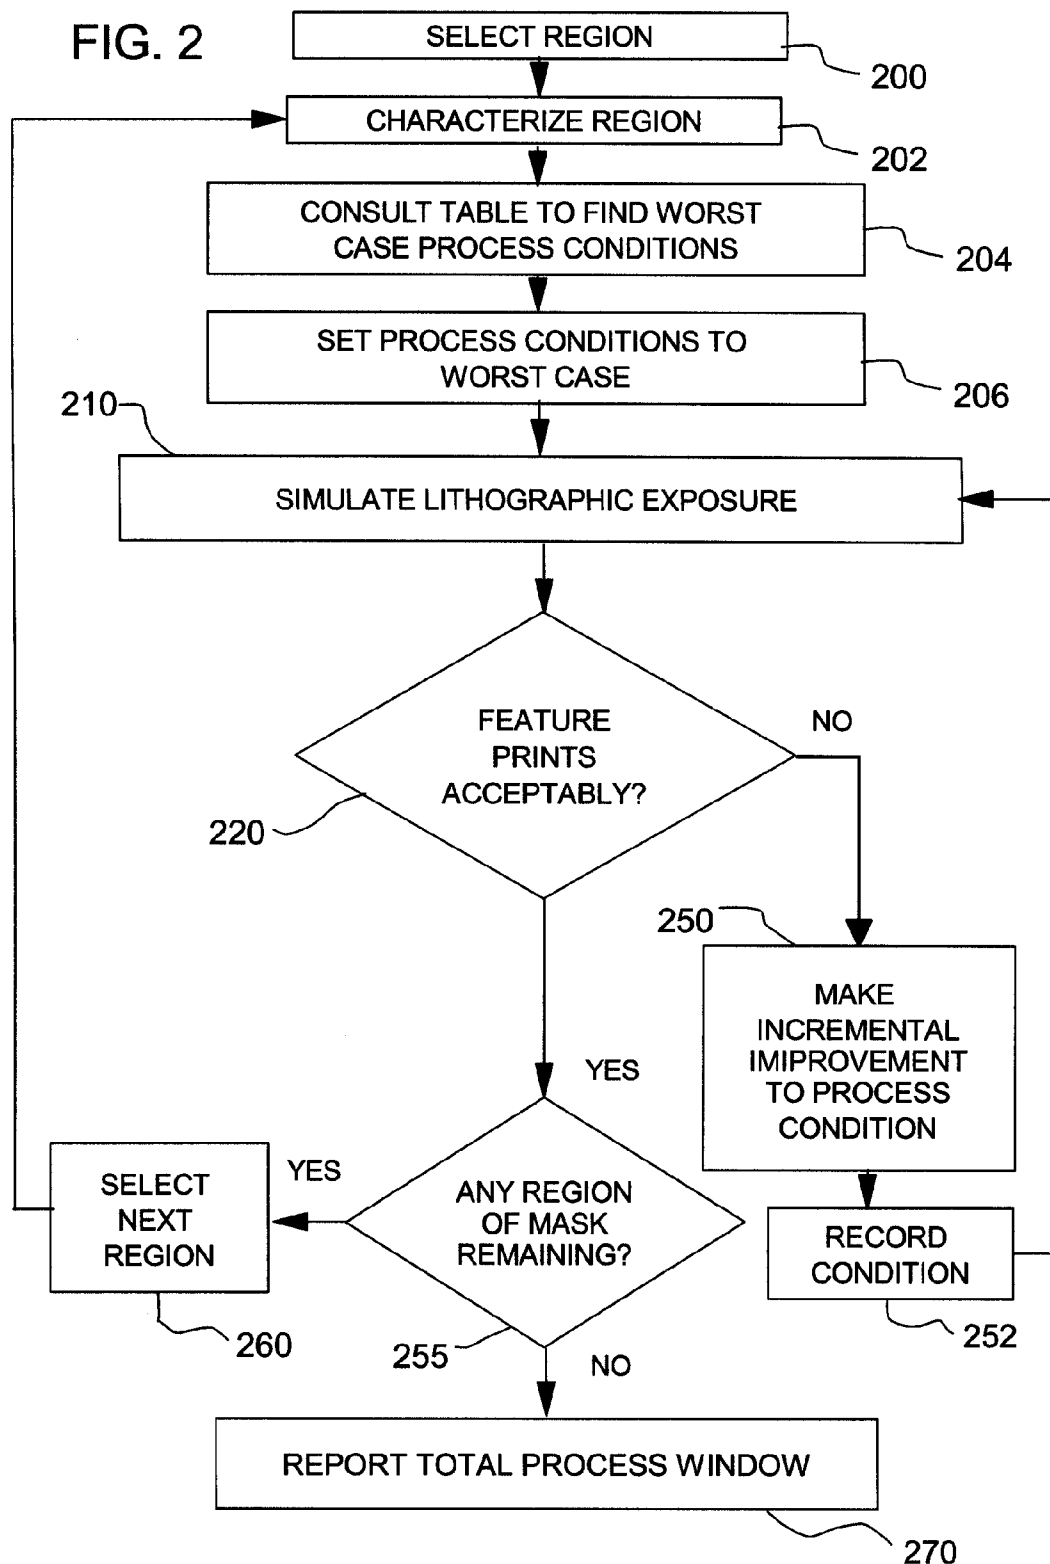 FIG. 2
SELECT REGION
200
CHARACTERIZE REGION
202
CONSULT TABLE TO FIND WORST
CASE PROCESS CONDITIONS
204
SET PROCESS CONDITIONS TO
WORST CASE
206
210
SIMULATE LITHOGRAPHIC EXPOSURE
FEATURE
PRINTS
ACCEPTABLY?
NO
220
250
MAKE
INCREMENTAL
IMIPROVEMENT
TO PROCESS
CONDITION
YES
ANY REGION
OF MASK
REMAINING?
YES
SELECT
NEXT
REGION
RECORD
CONDITION
260
255
252
NO
REPORT TOTAL PROCESS WINDOW
270